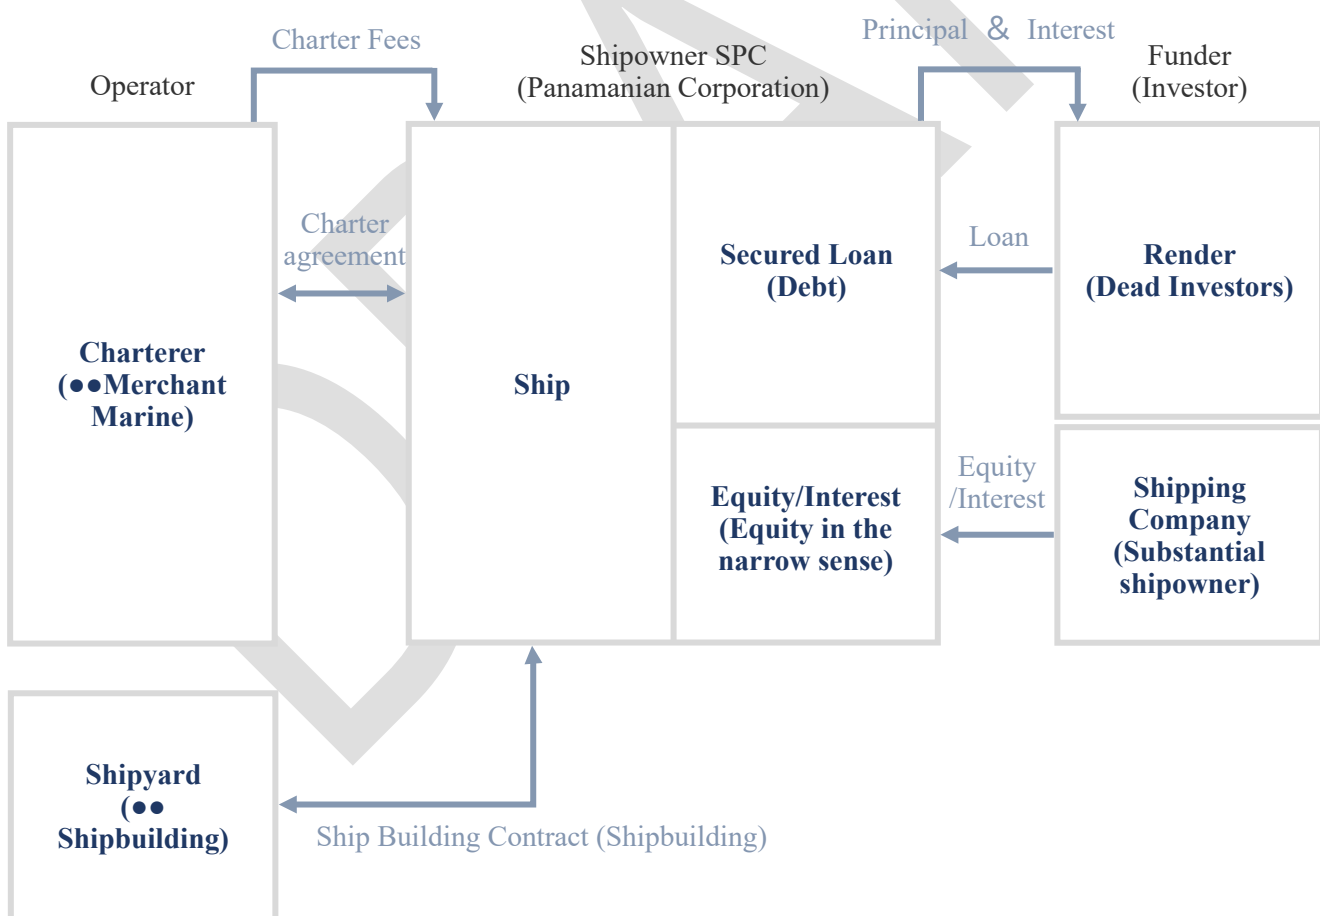 Charter Fees
Principal & Interest
Operator
Shipowner SPC
(Panamanian Corporation)
Funder
(Investor)
Charter
agreement
Charterer
(●●Merchant
Marine)
Ship
Secured Loan
(Debt)
Loan
Render
(Dead Investors)
Equity/Interest
(Equity in the
narrow sense)
Equity
/Interest
Shipping
Company
(Substantial
shipowner)
Shipyard
(●●
Shipbuilding)
Ship Building Contract (Shipbuilding)